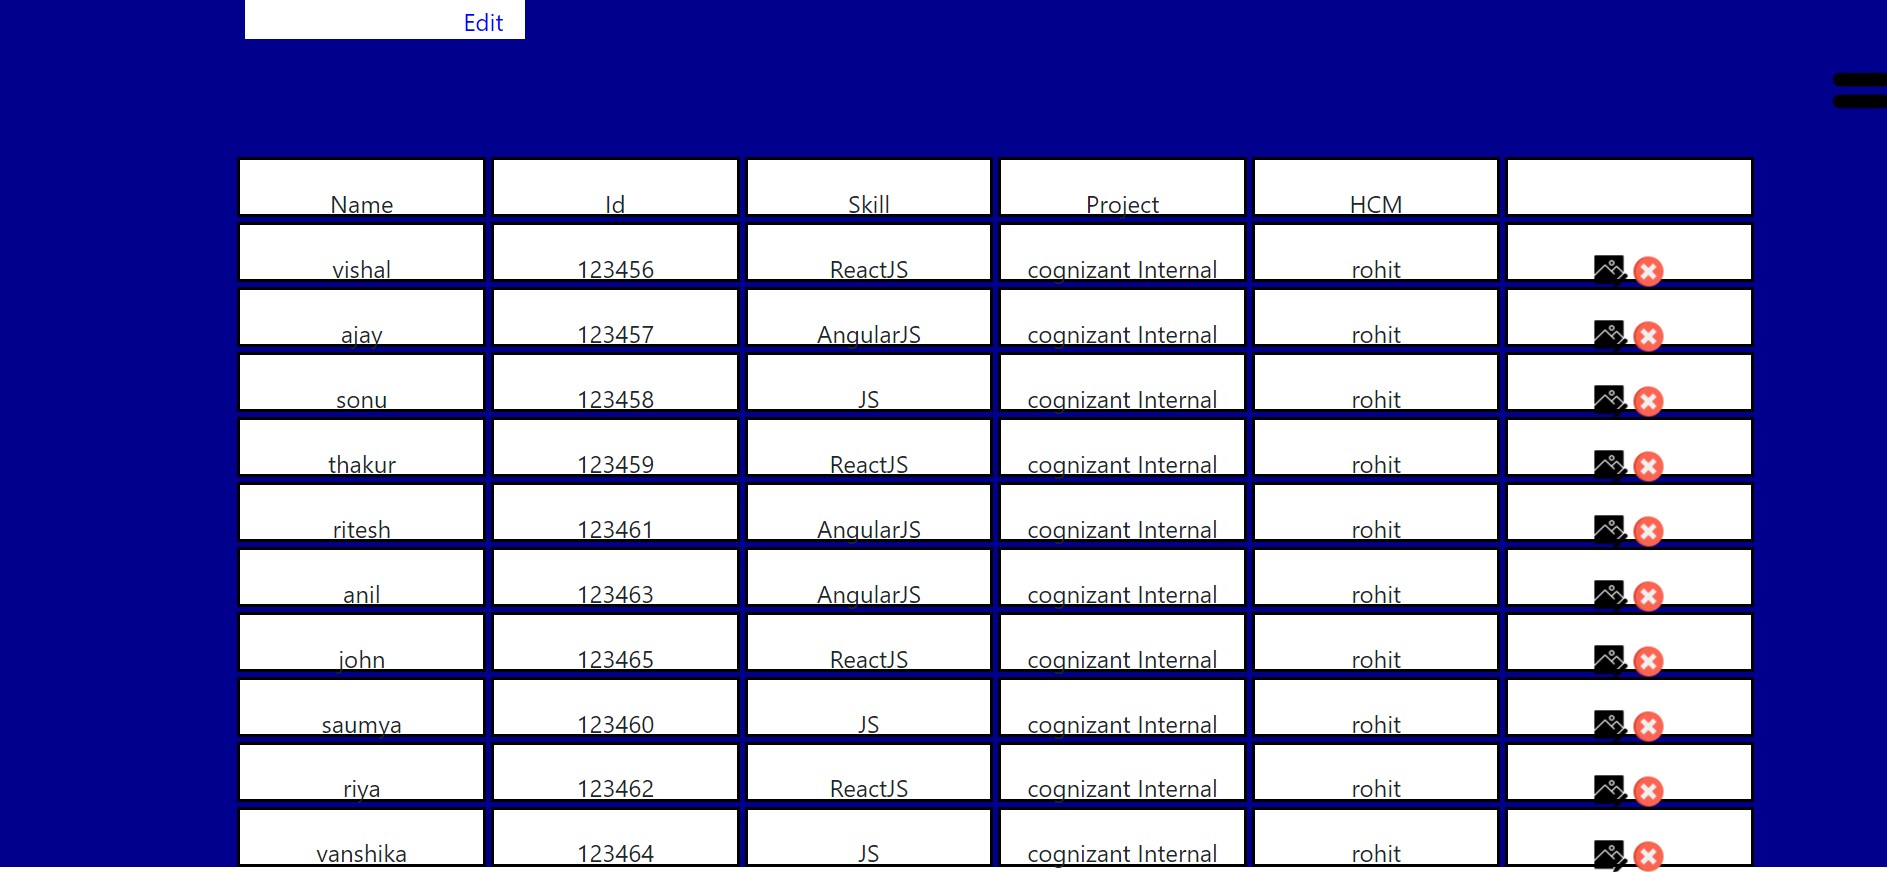 Edit
Name Id Skill Project HCM
vishal 123456 ReactJS cognizant Internal rohit
ajay 123457 AngularJS cognizant Internal rohit
sonu 123458 JS cognizant Internal rohit
thakur 123459 ReactJS cognizant Internal rohit
ritesh 123461 AngularJS cognizant Internal rohit
anil 123463 AngularJS cognizant Internal rohit
john 123465 ReactJS cognizant Internal rohit
saumya 123460 JS cognizant Internal rohit
riya 123462 ReactJS cognizant Internal rohit
vanshika 123464 JS cognizant Internal rohit